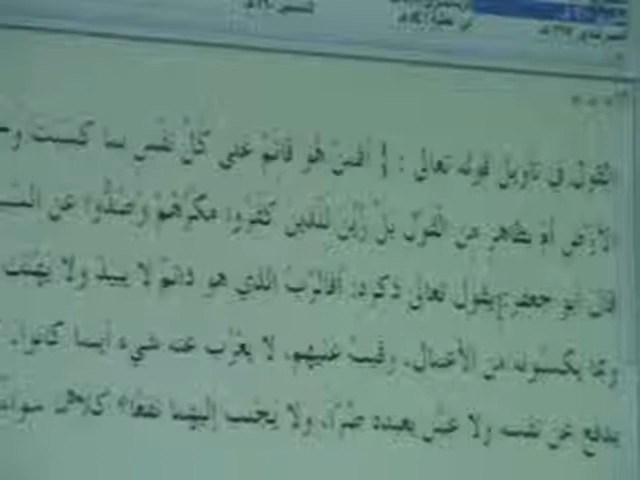 القول في تأويل قوله تعالى : { أفمن هو قائم على كل نفس بما كسبت
الأرض أم بظاهر من القول بل زين للذين كفروا مكرهم وصدوا عن
قال أبو جعفر: يقول تعالى ذكره: أفالرب الذي هو دائم لا يبيد ولا يهلك
وبما يكسبونه من الأعمال، رقيب عليهم، لا يعزب عنه شيء أينما كانوا،
يدفع عن نفسه ولا عمن يعبده ضرا، ولا يجلب إليهما نفعا؟ كلاهما سواء